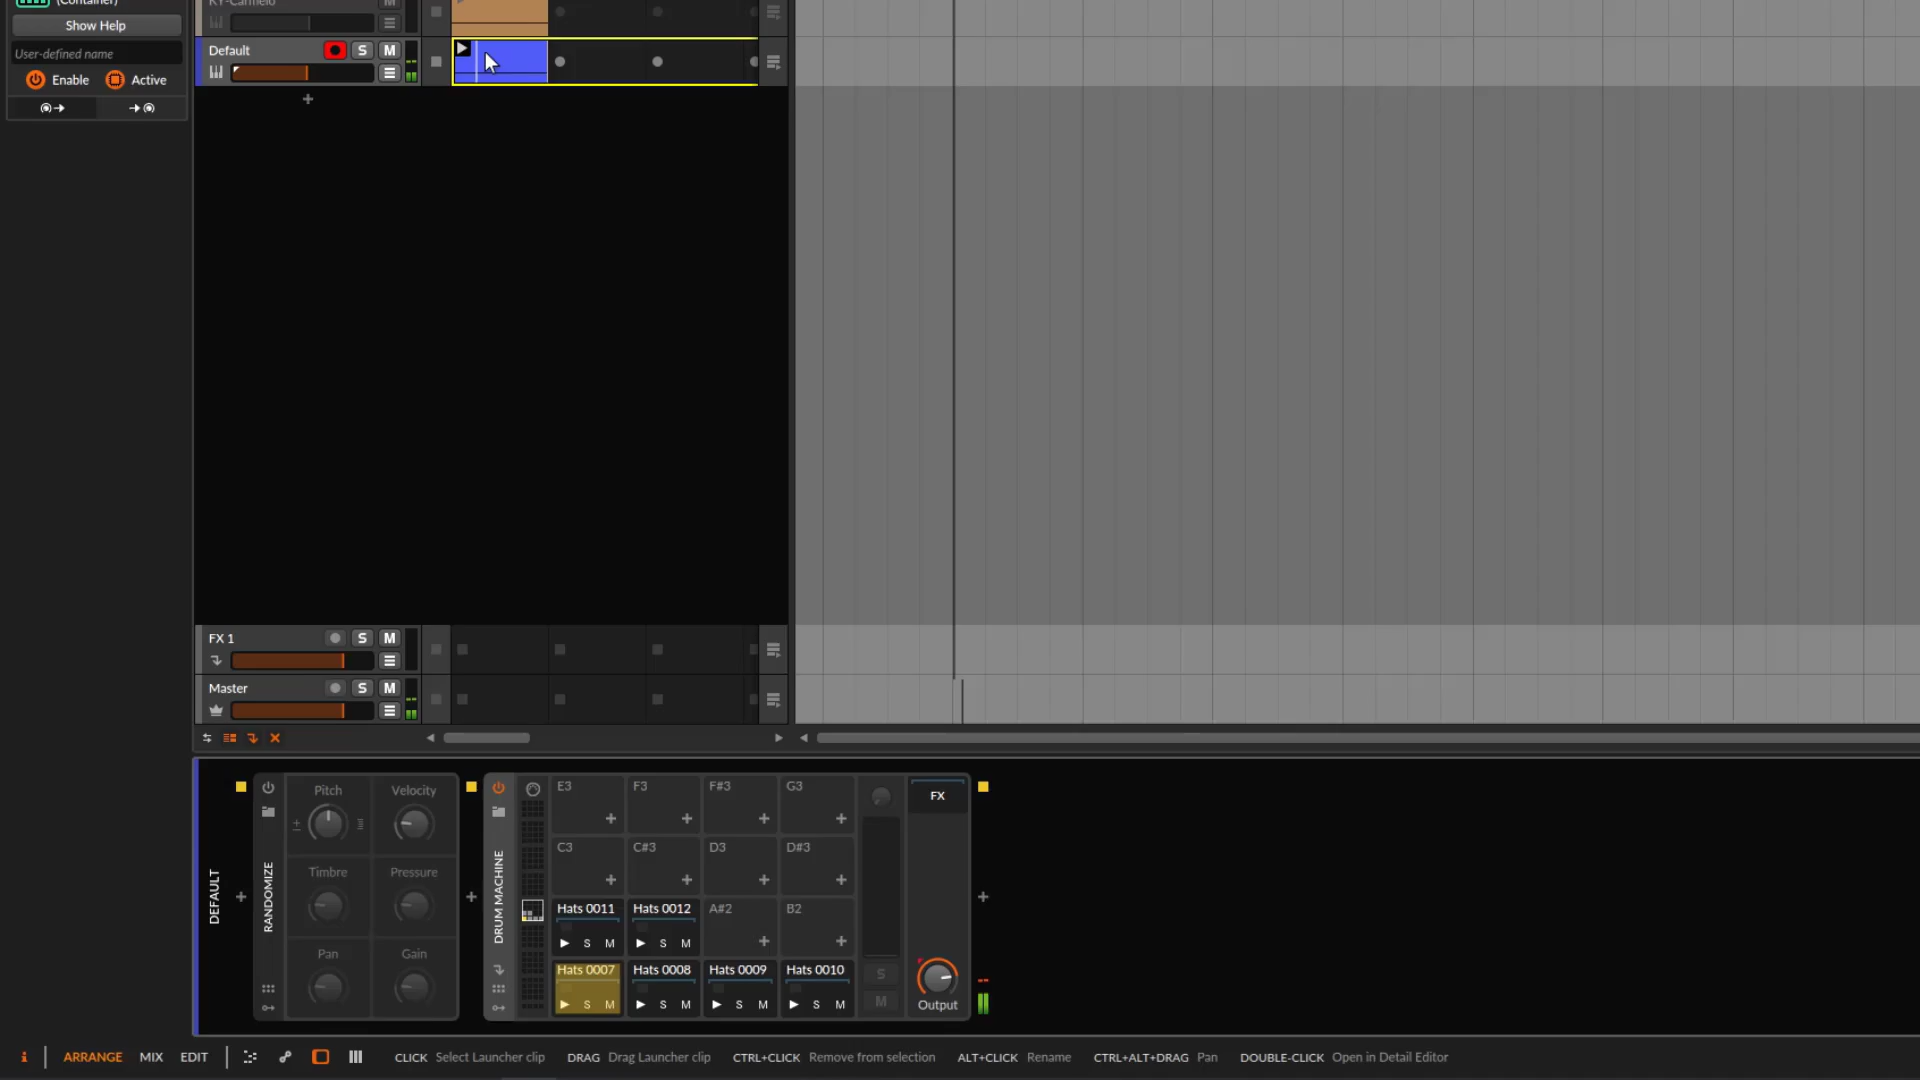 (Container)
Show Help
User-defined name
Enable
Active
KY-Carmelo
M
Default
S
M
+
FX 1
S
M
Master
S
M
DEFAULT
RANDOMIZE
Pitch
Velocity
Timbre
Pressure
Pan
Gain
DRUM MACHINE
E3
F3
F#3
G3
C3
C#3
D3
D#3
Hats 0011
Hats 0012
A#2
B2
S M
S M
Hats 0007
Hats 0008
Hats 0009
Hats 0010
S M
S M
S M
S M
S
M
FX
Output
i
ARRANGE
MIX
EDIT
CLICK Select Launcher clip
DRAG Drag Launcher clip
CTRL+CLICK Remove from selection
ALT+CLICK Rename
CTRL+ALT+DRAG Pan
DOUBLE-CLICK Open in Detail Editor